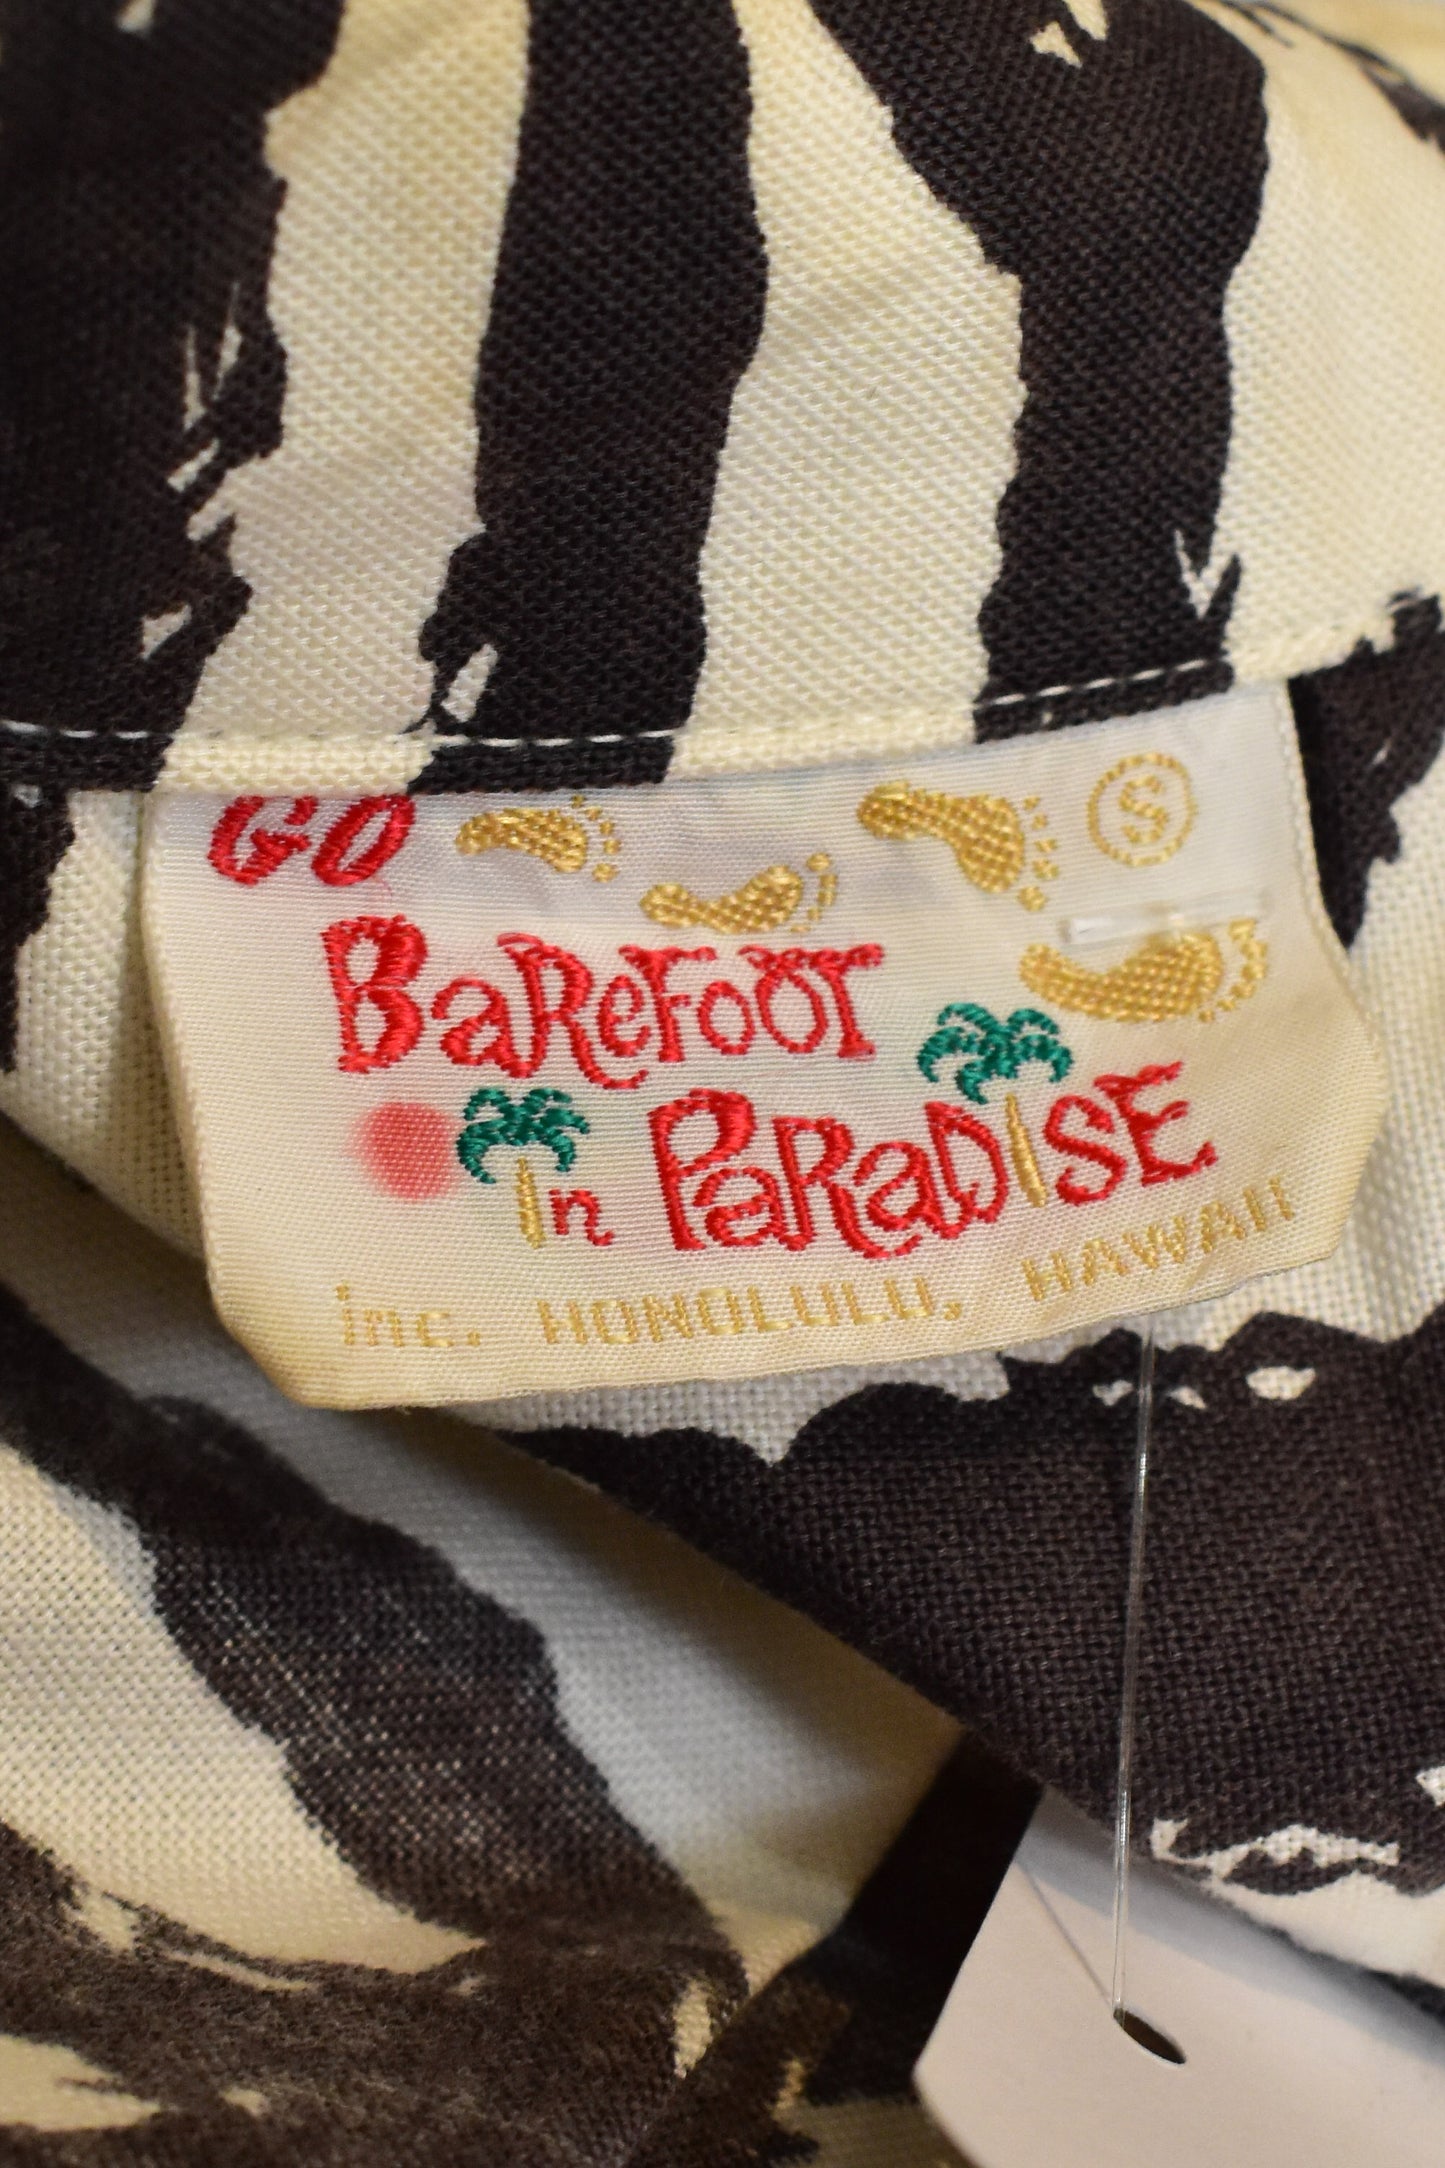 GO
S
BaReFooT
in PaRaDiSE
inc. HONOLULU, HAWAII